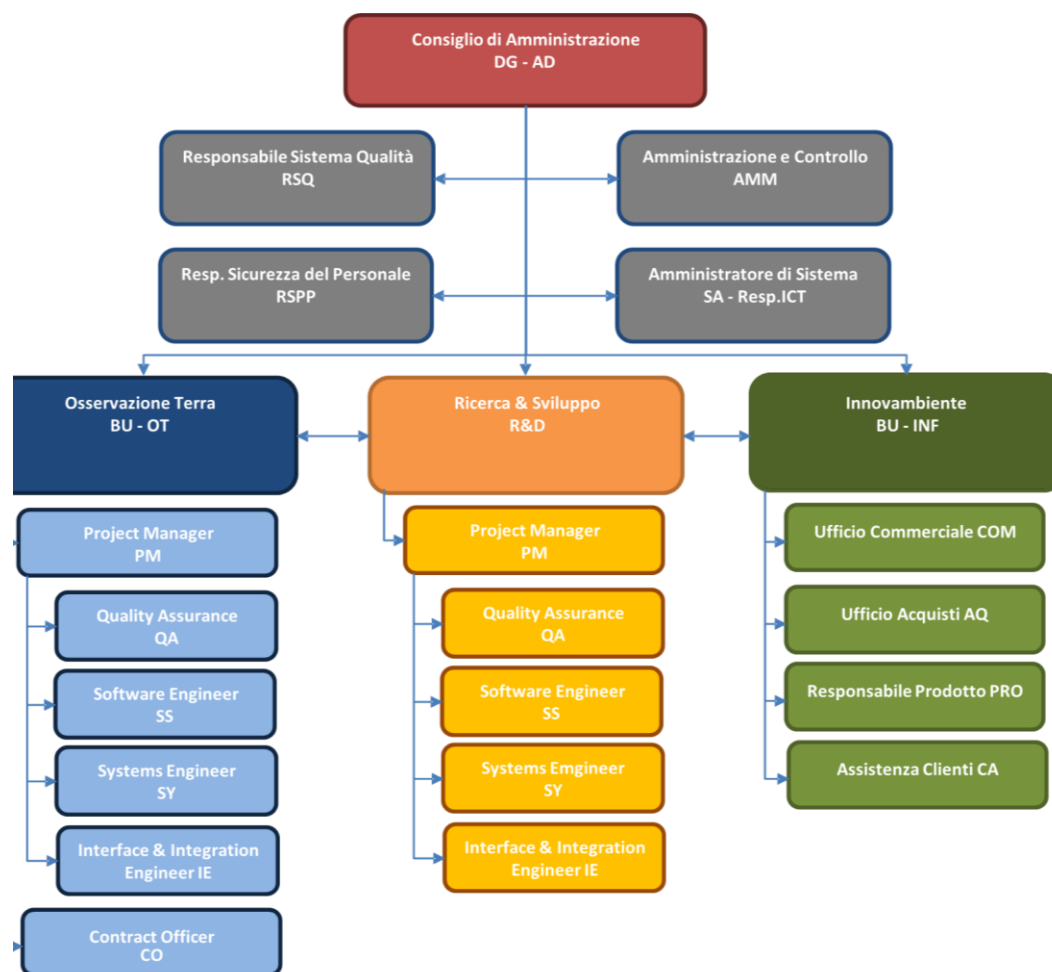 Consiglio di Amministrazione
DG - AD
Responsabile Sistema Qualità
RSQ
Amministrazione e Controllo
AMM
Resp. Sicurezza del Personale
RSPP
Amministratore di Sistema
SA - Resp.ICT
Osservazione Terra
BU - OT
Ricerca & Sviluppo
R&D
Innovambiente
BU - INF
Project Manager
PM
Quality Assurance
QA
Software Engineer
SS
Systems Engineer
SY
Interface & Integration
Engineer IE
Contract Officer
CO
Project Manager
PM
Quality Assurance
QA
Software Engineer
SS
Systems Emgineer
SY
Interface & Integration
Engineer IE
Ufficio Commerciale COM
Ufficio Acquisti AQ
Responsabile Prodotto PRO
Assistenza Clienti CA